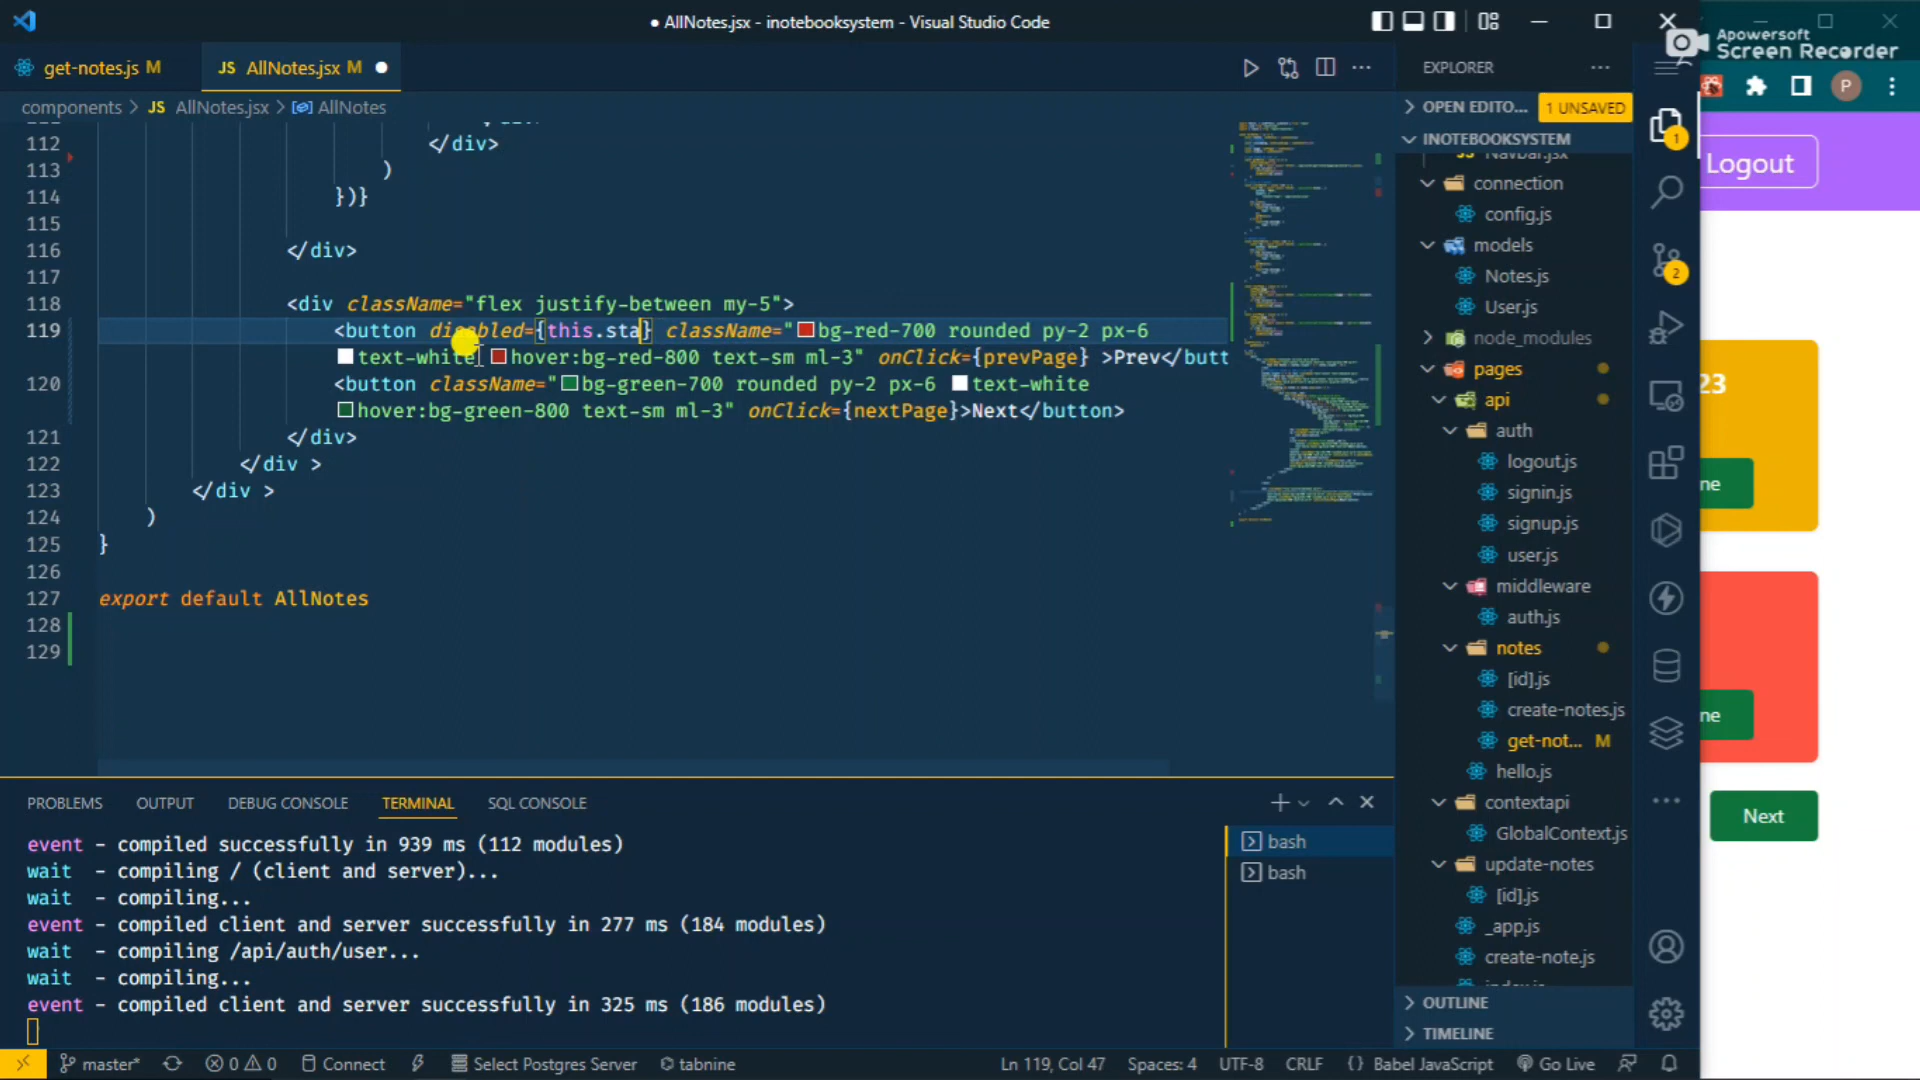 ● AllNotes.jsx - inotebooksystem - Visual Studio Code
Apowersoft
Screen Recorder
get-notes.js M
JS AllNotes.jsx M ●
EXPLORER
components > JS AllNotes.jsx > AllNotes
OPEN EDITO... 1 UNSAVED
INOTEBOOKSYSTEM
112 </div>
113 )
114 })}
115
116 </div>
117
118 <div className="flex justify-between my-5">
119 <button disabled={this.sta} className="bg-red-700 rounded py-2 px-6
text-white hover:bg-red-800 text-sm ml-3" onClick={prevPage} >Prev</butt
120 <button className="bg-green-700 rounded py-2 px-6 text-white
hover:bg-green-800 text-sm ml-3" onClick={nextPage}>Next</button>
121 </div>
122 </div >
123 </div >
124 )
125 }
126
127 export default AllNotes
128
129
Navbar.jsx
connection
config.js
models
Notes.js
User.js
node_modules
pages
api
auth
logout.js
signin.js
signup.js
user.js
middleware
auth.js
notes
[id].js
create-notes.js
get-not... M
hello.js
contextapi
GlobalContext.js
update-notes
[id].js
_app.js
create-note.js
OUTLINE
TIMELINE
1
2
P
Logout
23
ne
ne
Next
PROBLEMS OUTPUT DEBUG CONSOLE TERMINAL SQL CONSOLE
event - compiled successfully in 939 ms (112 modules)
wait - compiling / (client and server)...
wait - compiling...
event - compiled client and server successfully in 277 ms (184 modules)
wait - compiling /api/auth/user...
wait - compiling...
event - compiled client and server successfully in 325 ms (186 modules)
bash
bash
master* 0 0 Connect Select Postgres Server tabnine Ln 119, Col 47 Spaces: 4 UTF-8 CRLF {} Babel JavaScript Go Live